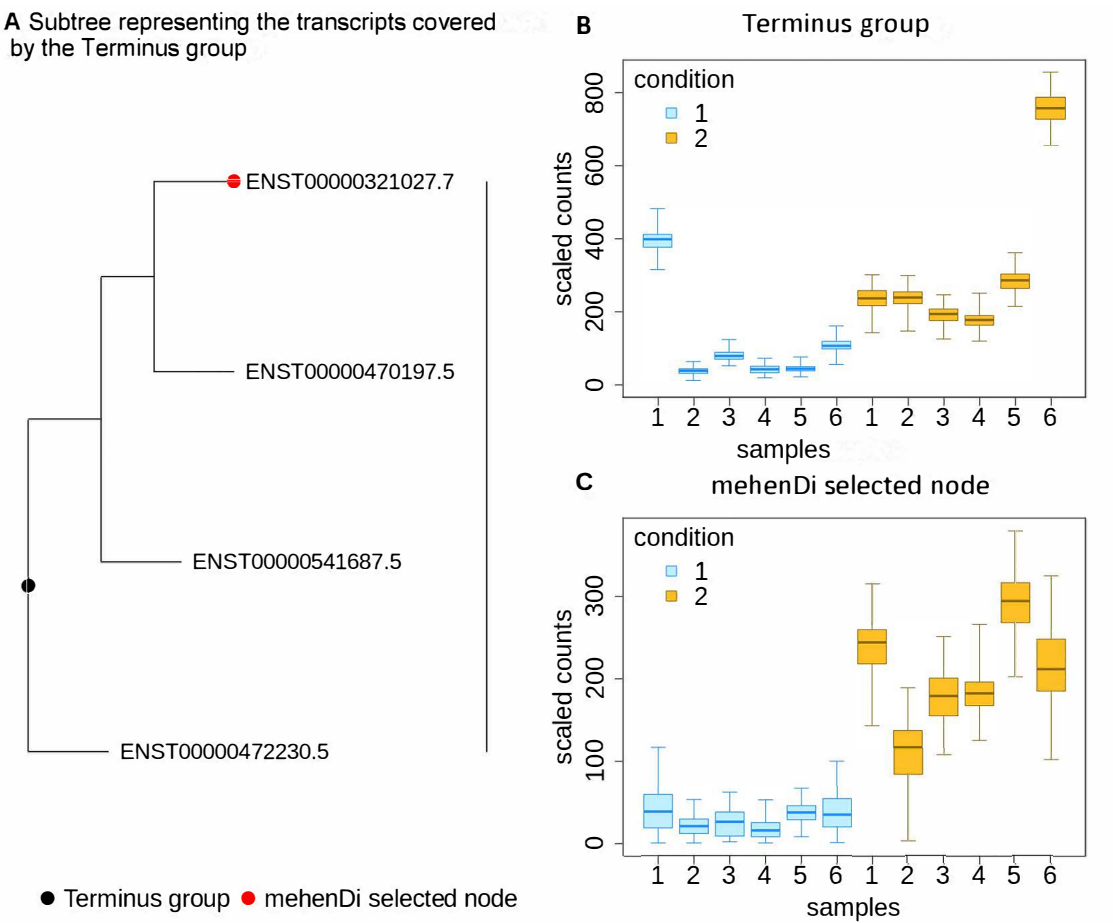 A Subtree representing the transcripts covered
by the Terminus group
ENST00000321027.7
ENST00000470197.5
ENST00000541687.5
ENST00000472230.5
Terminus group mehenDi selected node
B Terminus group
condition
1
2
scaled counts
800
600
400
200
0
1 2 3 4 5 6 1 2 3 4 5 6
samples
C mehenDi selected node
condition
1
2
scaled counts
300
200
100
0
1 2 3 4 5 6 1 2 3 4 5 6
samples